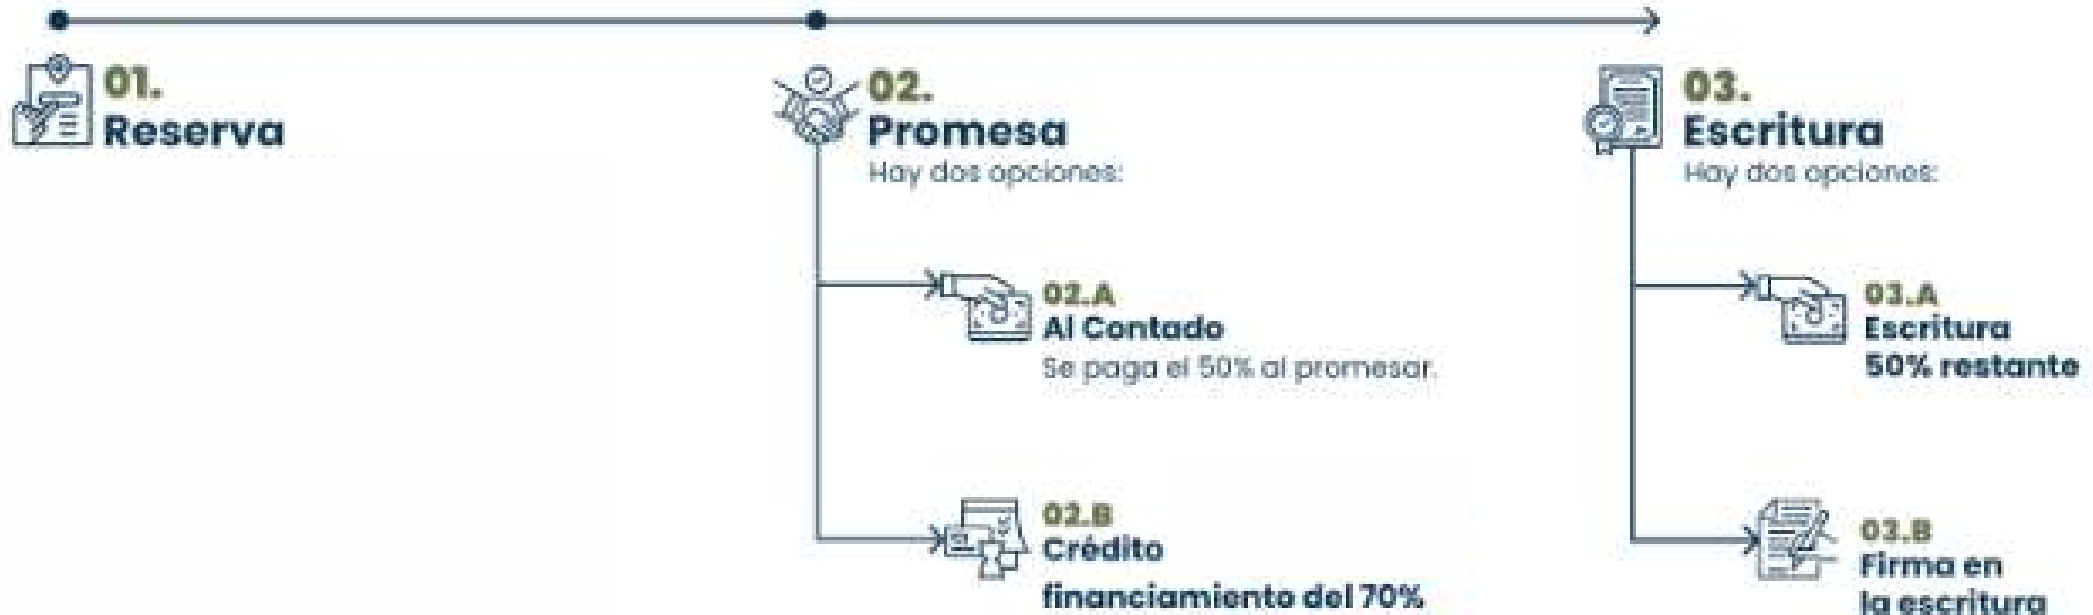 01.
Reserva
02.
Promesa
Hay dos opciones:
02.A
Al Contado
Se paga el 50% al promesar.
02.B
Crédito
financiamiento del 70%
03.
Escritura
Hay dos opciones:
03.A
Escritura
50% restante
03.B
Firma en
la escritura